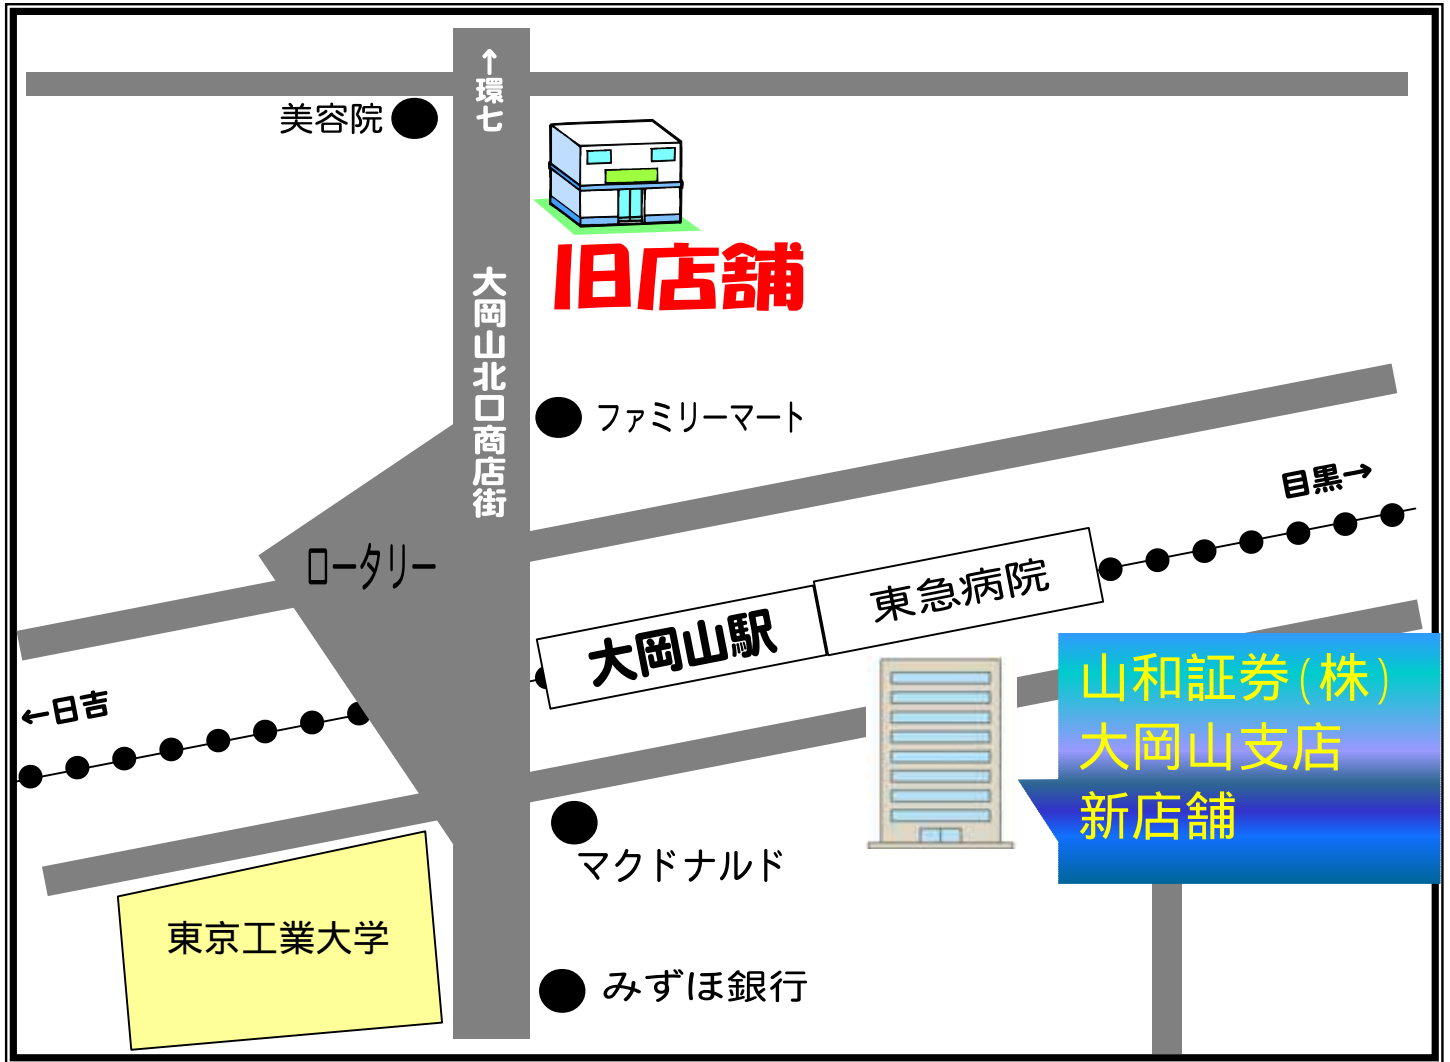 ↑環七
美容院
旧店舗
大岡山北口商店街
ファミリーマート
目黒→
ロータリー
東急病院
大岡山駅
山和証券(株)
大岡山支店
新店舗
←日吉
マクドナルド
東京工業大学
みずほ銀行